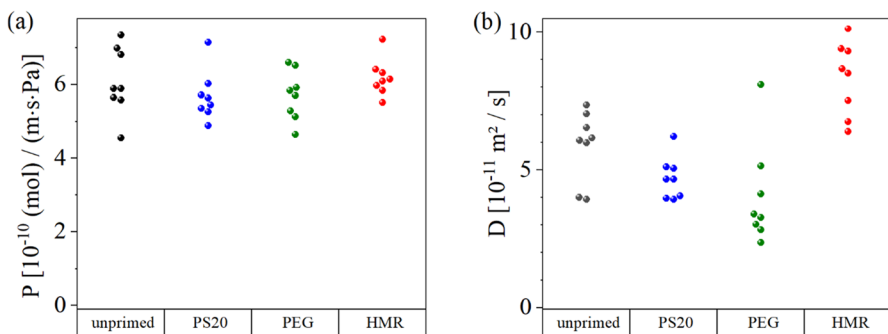 (a)
P [10⁻¹⁰ (mol) / (m·s·Pa)]
6
4
2
0
unprimed PS20 PEG HMR
(b)
D [10⁻¹¹ m² / s]
10
5
0
unprimed PS20 PEG HMR